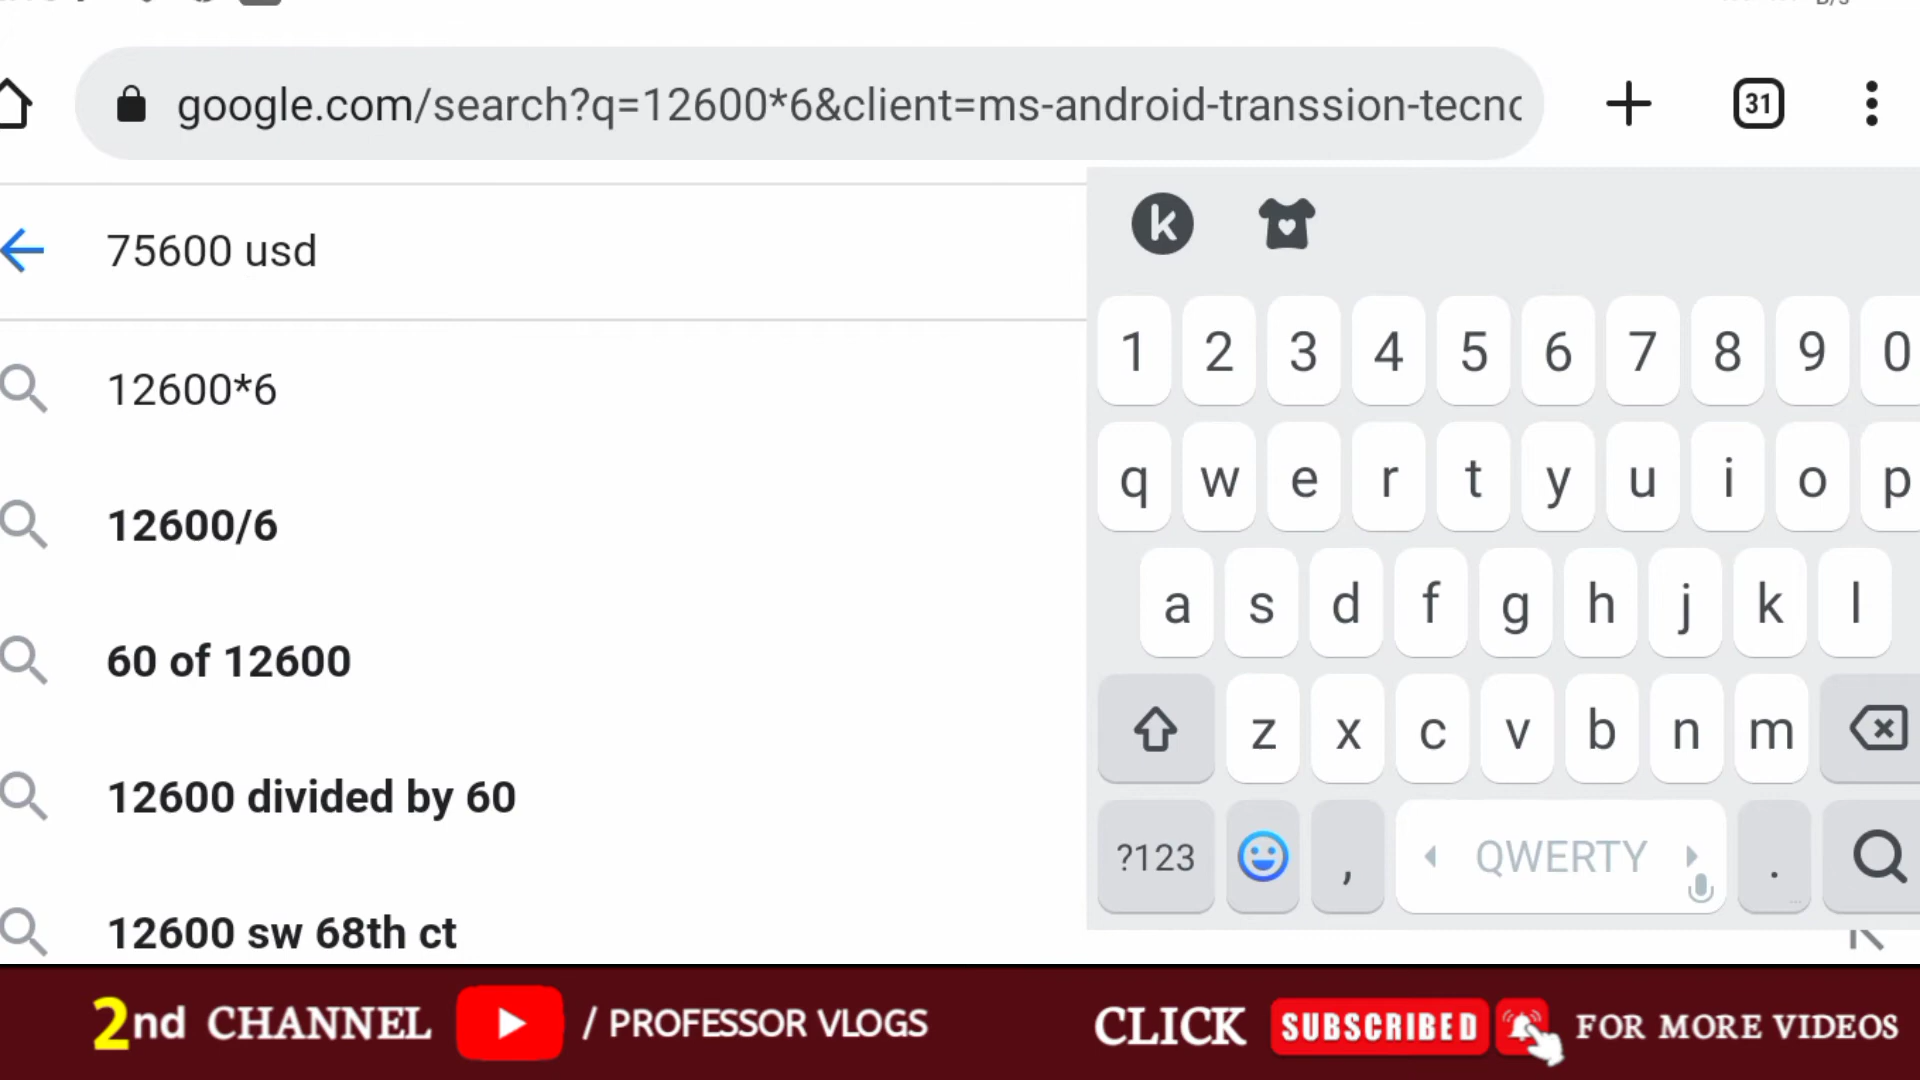 google.com/search?q=12600*6&client=ms-android-transsion-tecno
31
75600 usd
12600*6
12600/6
60 of 12600
12600 divided by 60
12600 sw 68th ct
k
1 2 3 4 5 6 7 8 9 0
q w e r t y u i o p
a s d f g h j k l
z x c v b n m
?123 , QWERTY .
2nd CHANNEL / PROFESSOR VLOGS
CLICK SUBSCRIBED FOR MORE VIDEOS